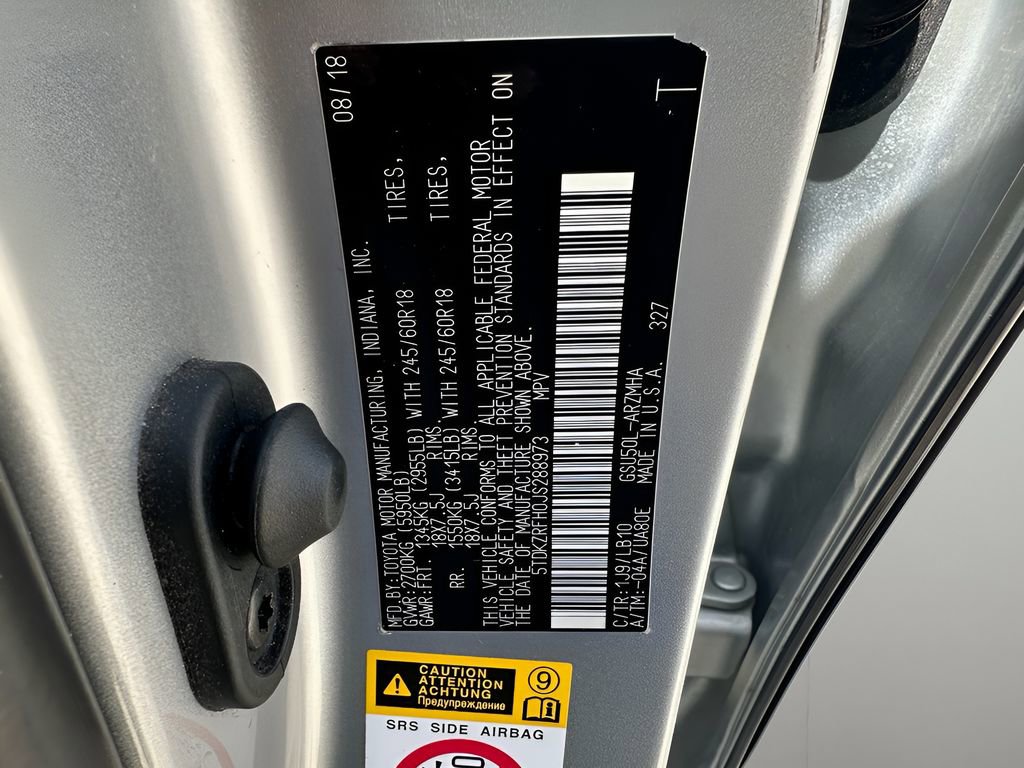 08/18
MFD.BY:TOYOTA MOTOR MANUFACTURING, INDIANA, INC.
GVWR:2700KG (5950LB)
GAWR:FRT. 1345KG (2955LB) WITH 245/60R18 TIRES,
18X7.5J RIMS.
RR. 1550KG (3415LB) WITH 245/60R18 TIRES,
18X7.5J RIMS.
THIS VEHICLE CONFORMS TO ALL APPLICABLE FEDERAL MOTOR
VEHICLE SAFETY AND THEFT PREVENTION STANDARDS IN EFFECT ON
THE DATE OF MANUFACTURE SHOWN ABOVE.
5TDKZRFH0JS288973 MPV
C/TR:1J9/LB10 GSU50L-ARZMHA 327
A/TM:-04A/UA80E MADE IN U.S.A.
T
CAUTION
ATTENTION
ACHTUNG
Предупреждение
9
SRS SIDE AIRBAG